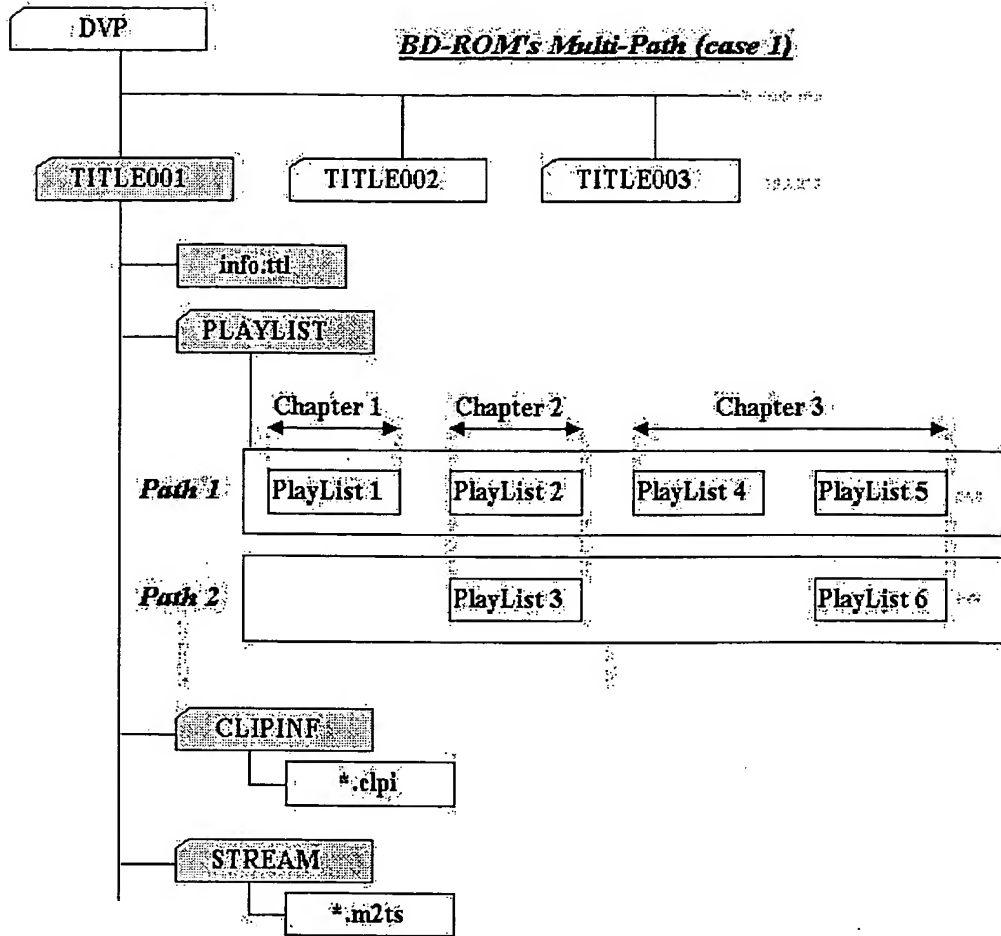 DVP
BD-ROM's Multi-Path (case 1)
TITLE001
TITLE002
TITLE003
info.ttl
PLAYLIST
Chapter 1
Chapter 2
Chapter 3
Path 1
PlayList 1
PlayList 2
PlayList 4
PlayList 5
Path 2
PlayList 3
PlayList 6
CLIPINF
*.clpi
STREAM
*.m2ts